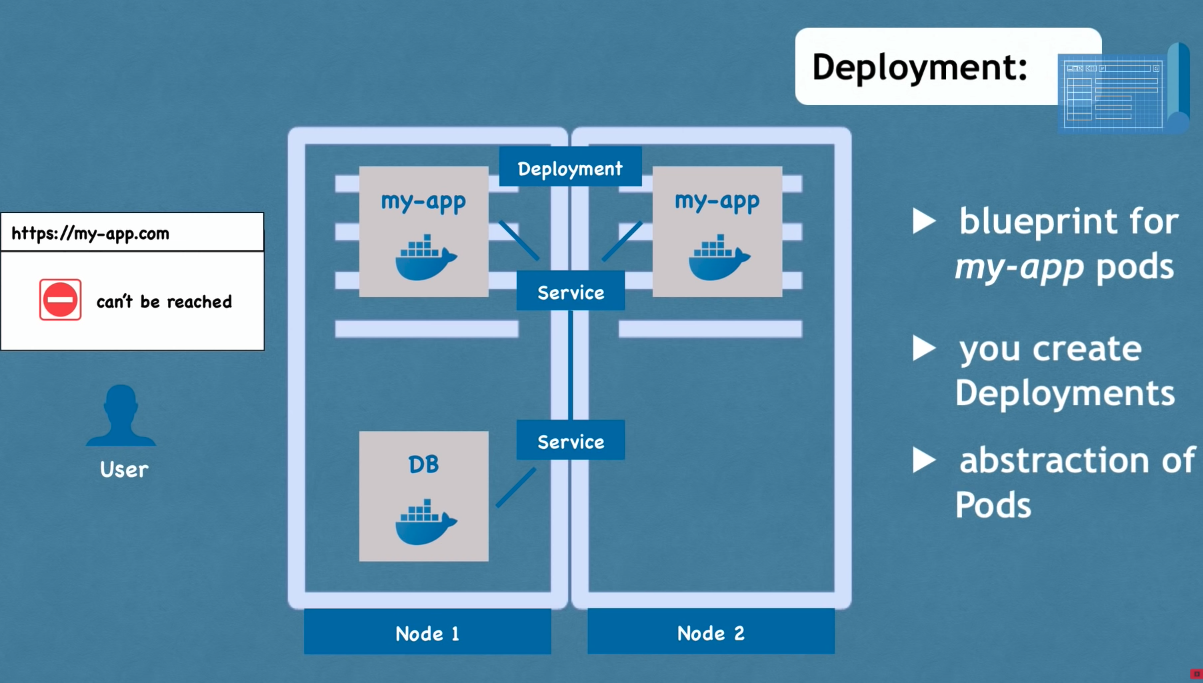 Deployment:
https://my-app.com
can't be reached
User
Deployment
my-app
my-app
Service
Service
DB
Node 1
Node 2
▶ blueprint for
my-app pods
▶ you create
Deployments
▶ abstraction of
Pods